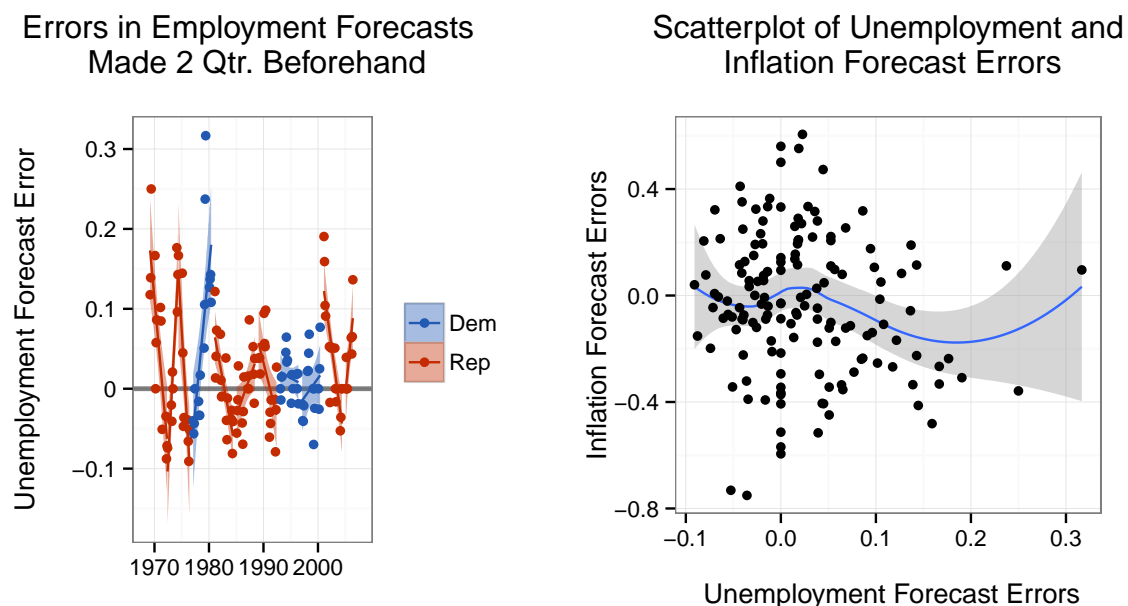 Errors in Employment Forecasts
Made 2 Qtr. Beforehand
Unemployment Forecast Error
0.3
0.2
0.1
0
−0.1
1970 1980 1990 2000
Dem
Rep
Scatterplot of Unemployment and
Inflation Forecast Errors
Inflation Forecast Errors
0.4
0.0
−0.4
−0.8
−0.1 0.0 0.1 0.2 0.3
Unemployment Forecast Errors